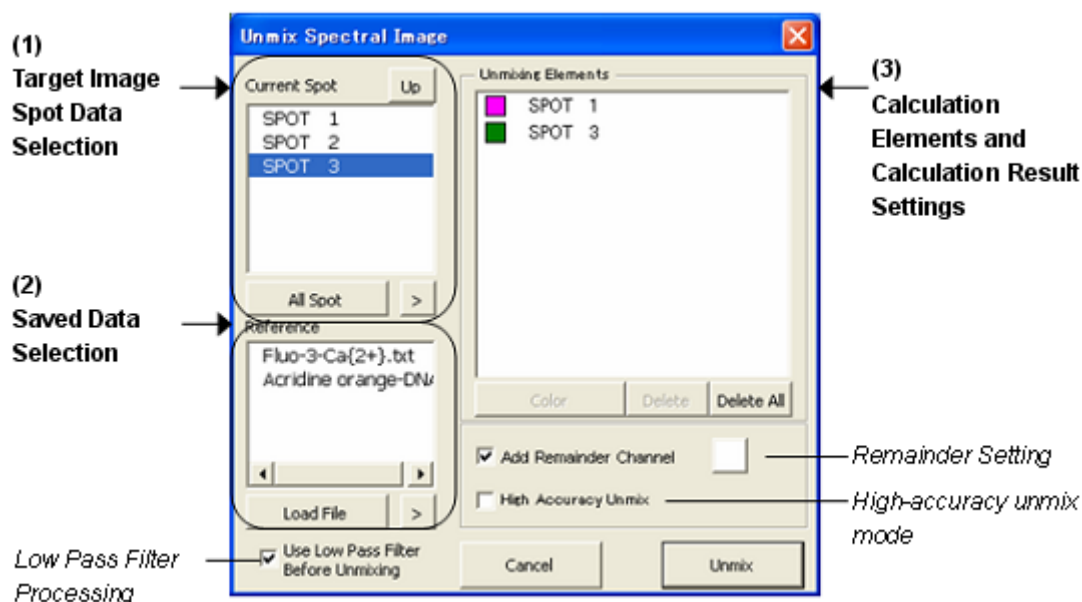 Unmix Spectral Image
(1)
Target Image
Spot Data
Selection
Current Spot
Up
SPOT 1
SPOT 2
SPOT 3
All Spot
>
(2)
Saved Data
Selection
Reference
Fluo-3-Ca{2+}.txt
Acridine orange-DNA
Load File
>
Low Pass Filter
Processing
Use Low Pass Filter
Before Unmixing
Unmixing Elements
SPOT 1
SPOT 3
Color
Delete
Delete All
(3)
Calculation
Elements and
Calculation Result
Settings
Add Remainder Channel
Remainder Setting
High Accuracy Unmix
High-accuracy unmix
mode
Cancel
Unmix